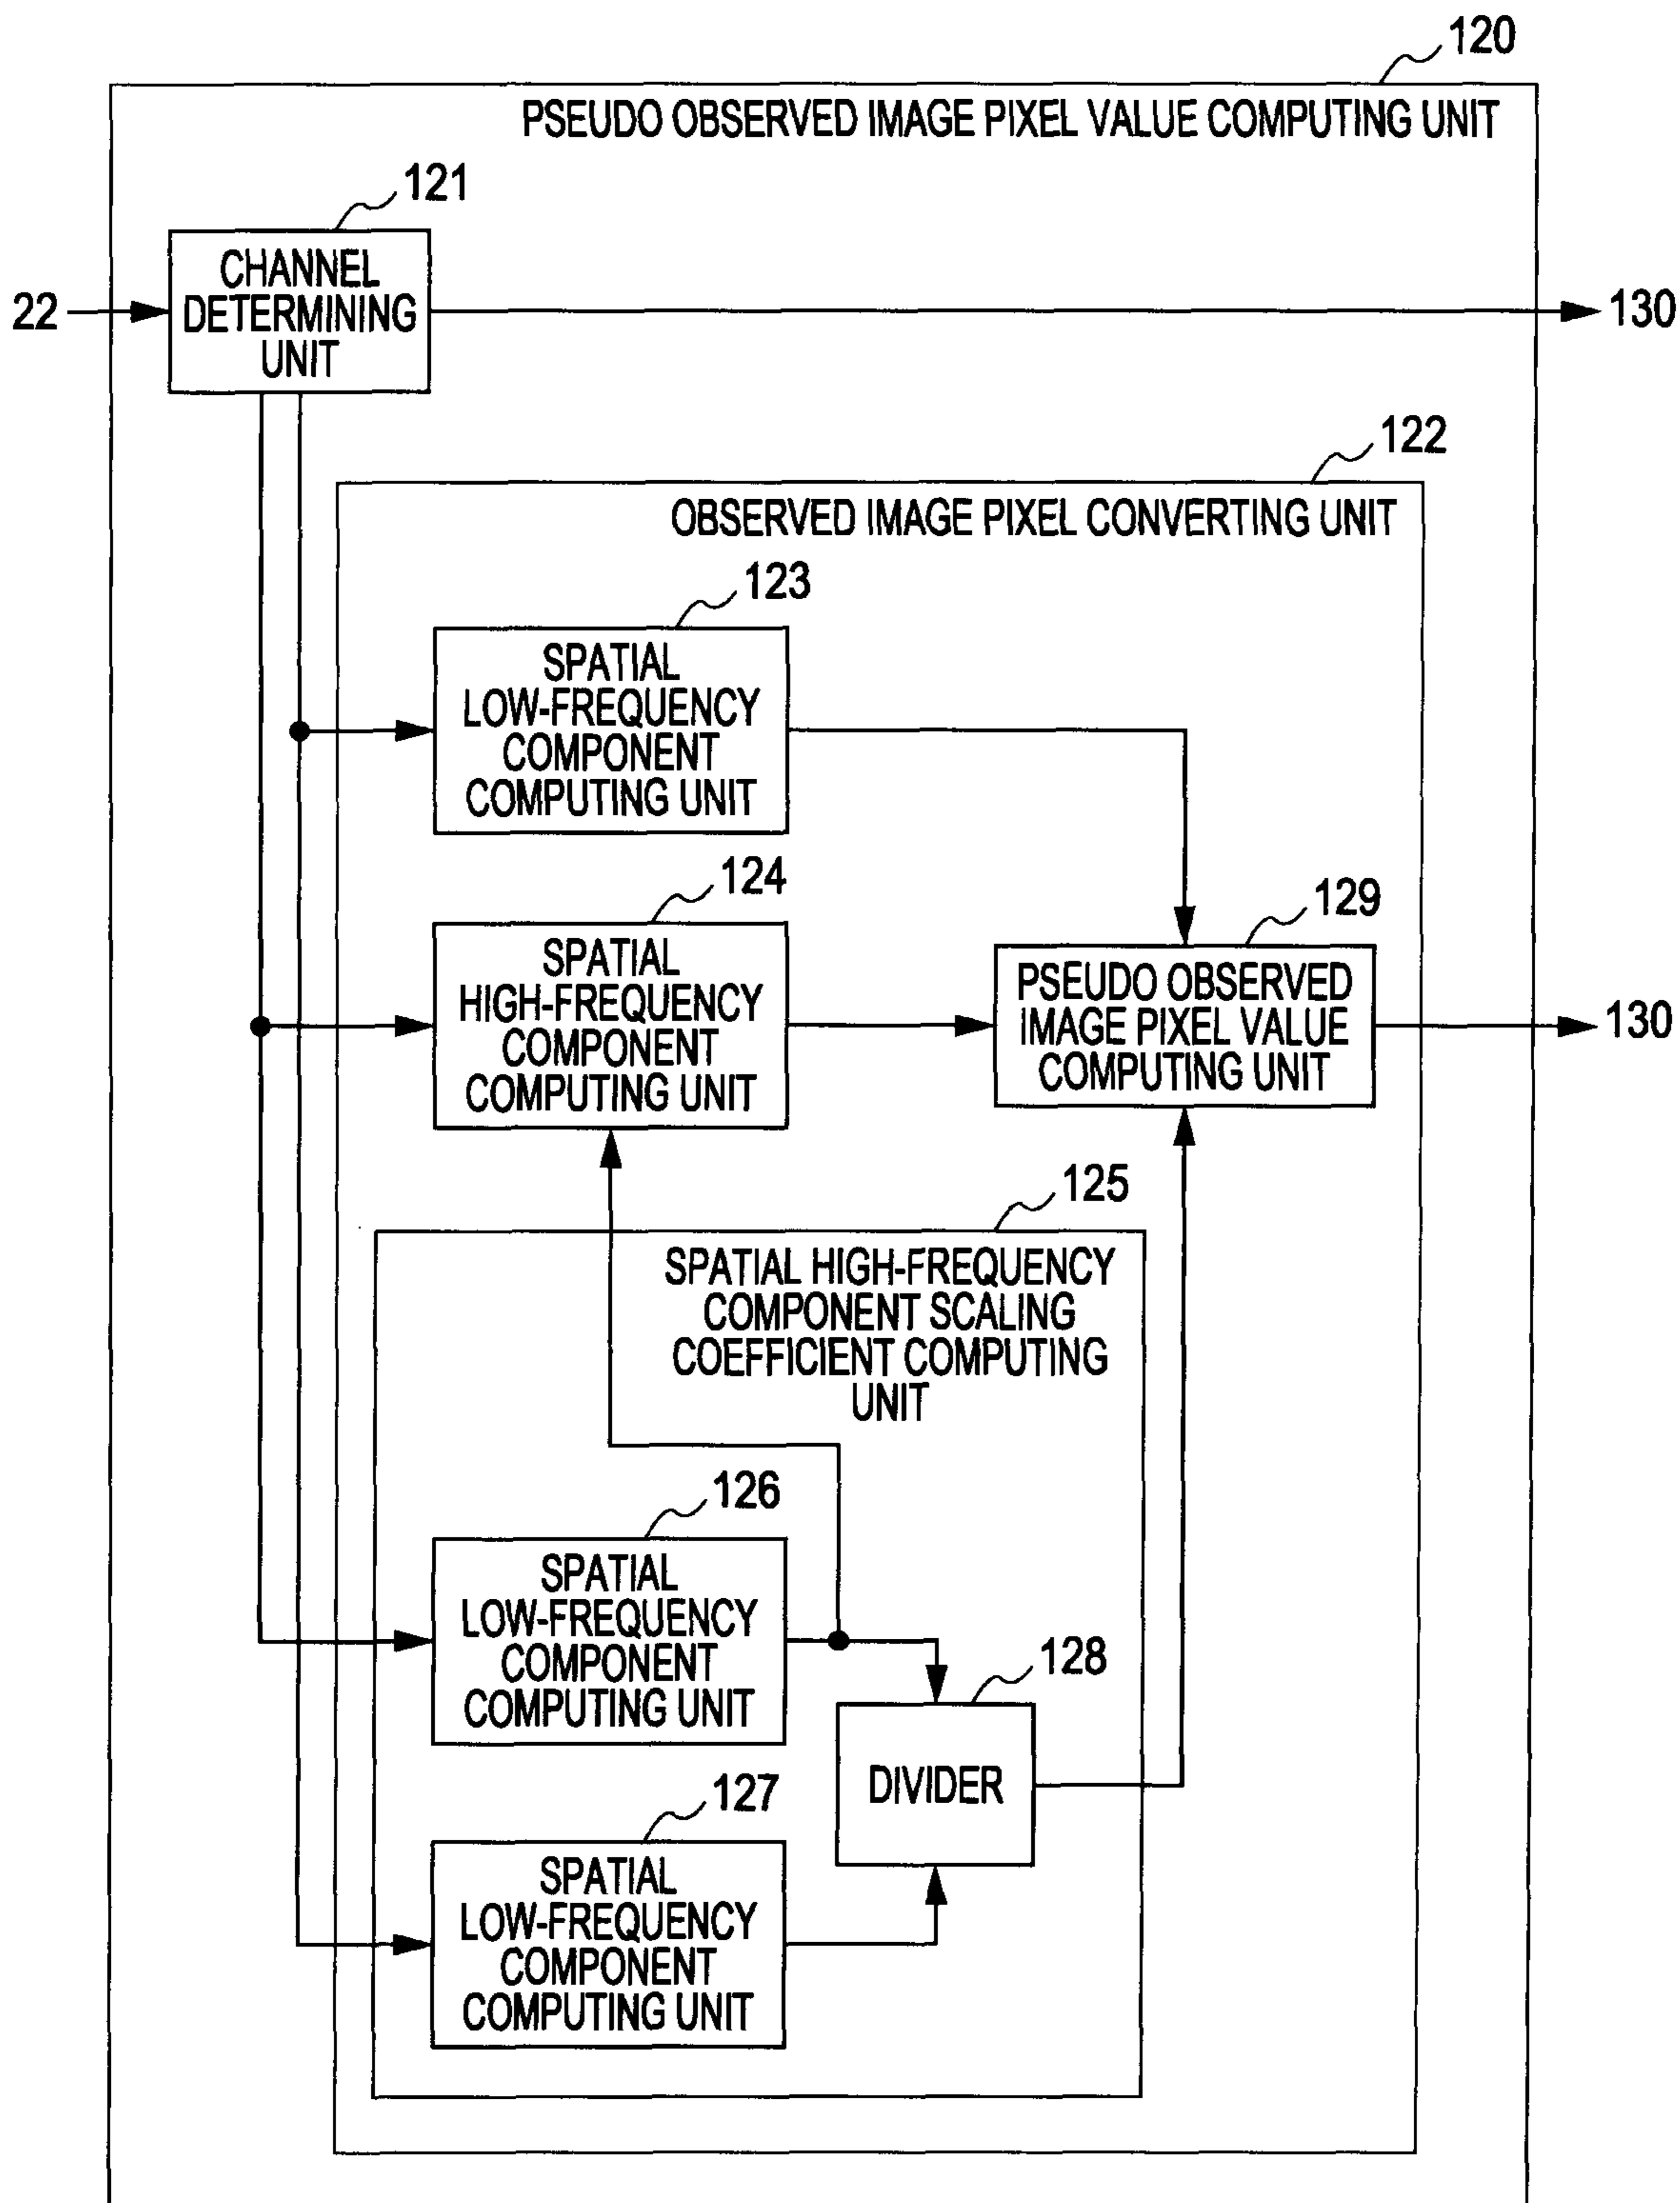 120
PSEUDO OBSERVED IMAGE PIXEL VALUE COMPUTING UNIT
121
CHANNEL
DETERMINING
UNIT
22
130
122
OBSERVED IMAGE PIXEL CONVERTING UNIT
123
SPATIAL
LOW-FREQUENCY
COMPONENT
COMPUTING UNIT
124
SPATIAL
HIGH-FREQUENCY
COMPONENT
COMPUTING UNIT
129
PSEUDO OBSERVED
IMAGE PIXEL VALUE
COMPUTING UNIT
130
125
SPATIAL HIGH-FREQUENCY
COMPONENT SCALING
COEFFICIENT COMPUTING
UNIT
126
SPATIAL
LOW-FREQUENCY
COMPONENT
COMPUTING UNIT
128
DIVIDER
127
SPATIAL
LOW-FREQUENCY
COMPONENT
COMPUTING UNIT